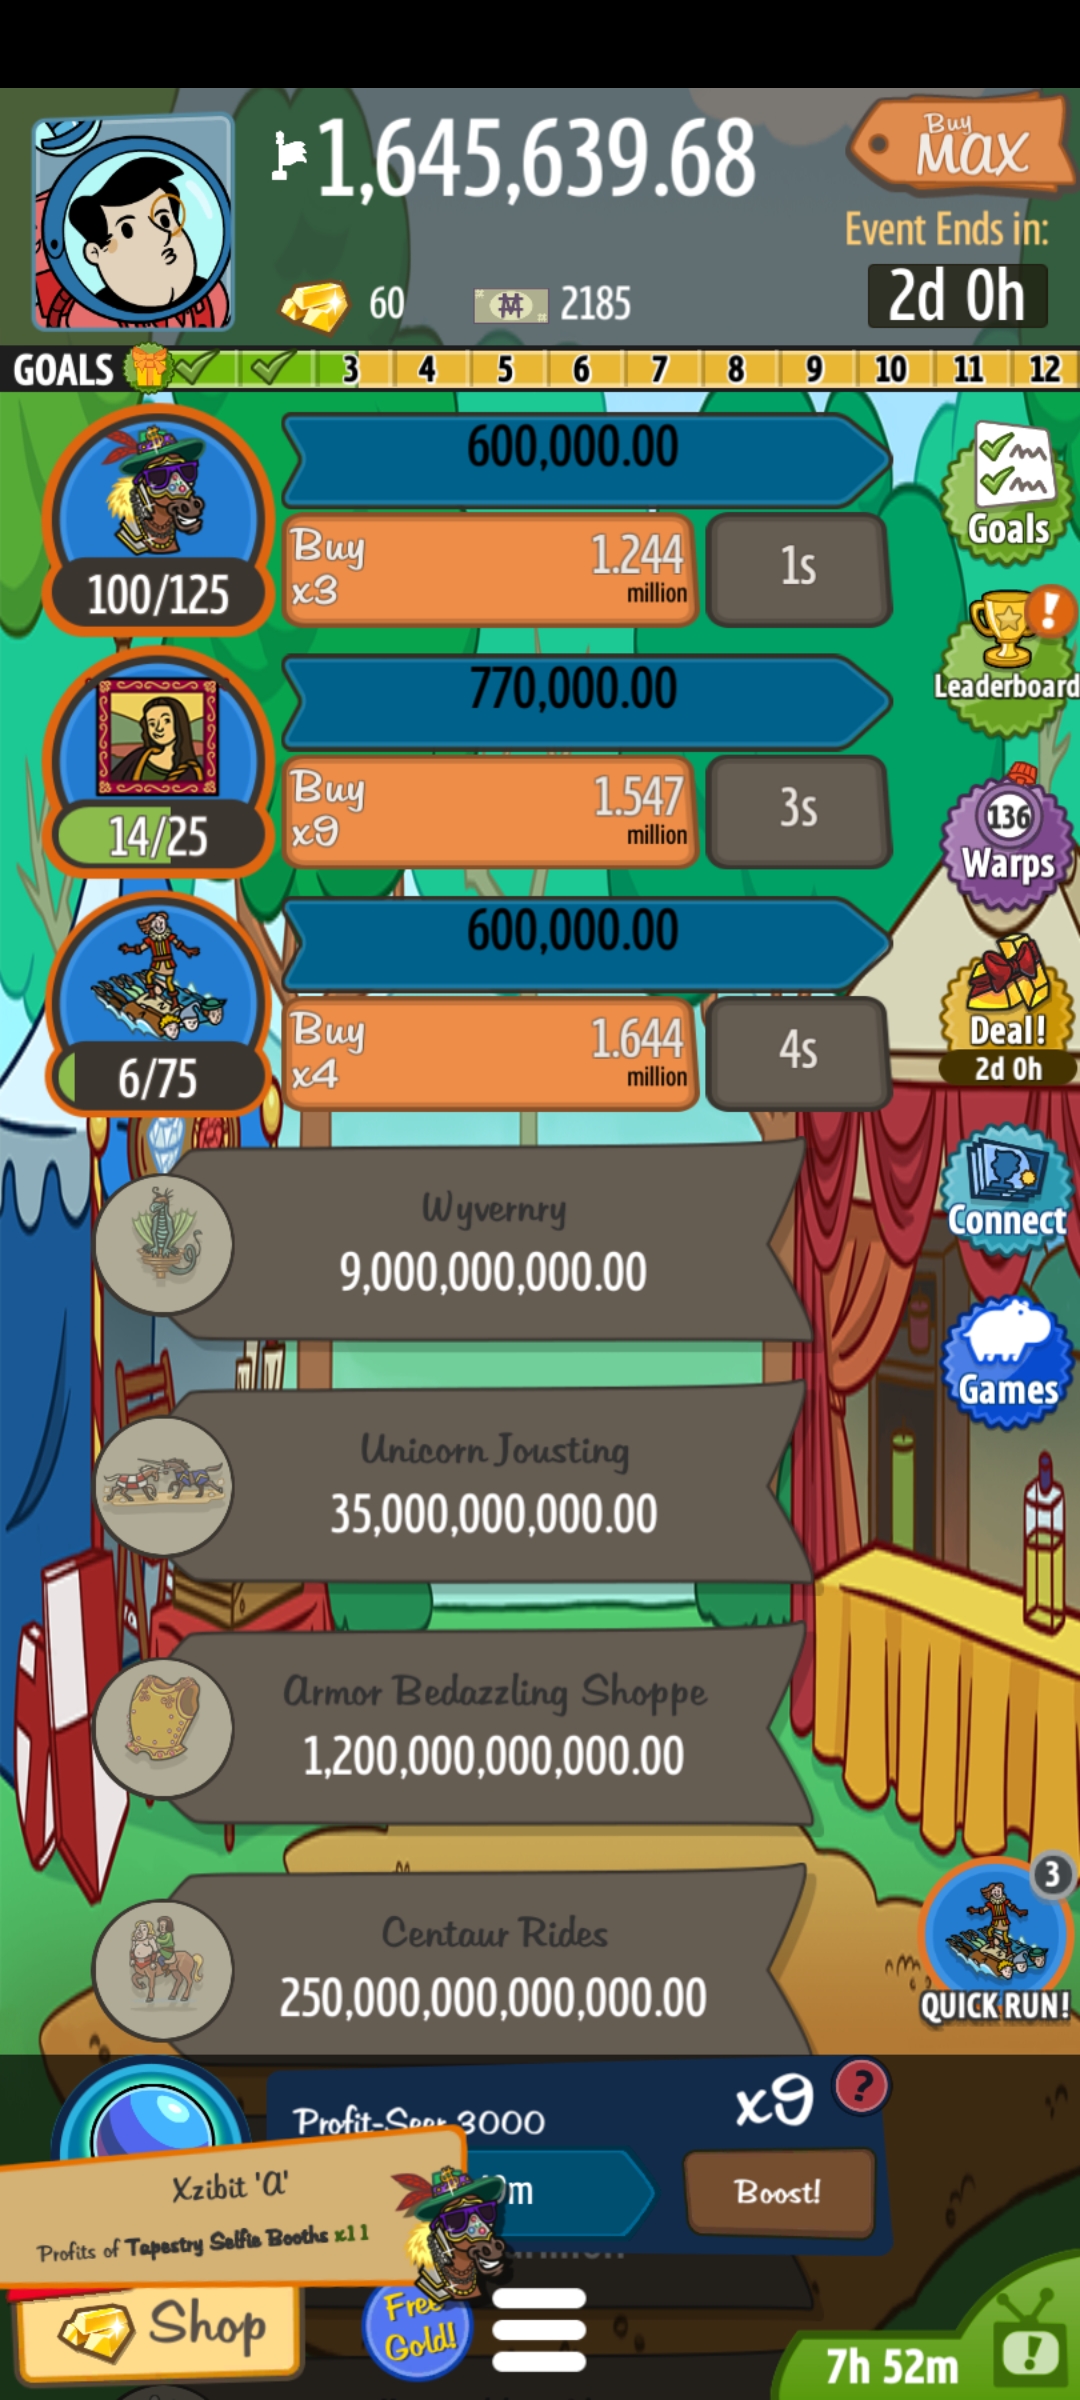 1,645,639.68
Buy
MAX
Event Ends in:
60
2185
2d 0h
GOALS
3 4 5 6 7 8 9 10 11 12
600,000.00
Buy
x3
1.244
million
1s
100/125
Goals
770,000.00
Leaderboard
Buy
x9
1.547
million
3s
14/25
136
Warps
600,000.00
Buy
x4
1.644
million
4s
6/75
Deal!
2d 0h
Wyvernry
9,000,000,000.00
Connect
Games
Unicorn Jousting
35,000,000,000.00
Armor Bedazzling Shoppe
1,200,000,000,000.00
Centaur Rides
250,000,000,000,000.00
3
QUICK RUN!
Profit-Seer 3000
x9
?
Boost!
Xzibit 'A'
Profits of Tapestry Selfie Booths x11
Shop
Free
Gold!
7h 52m